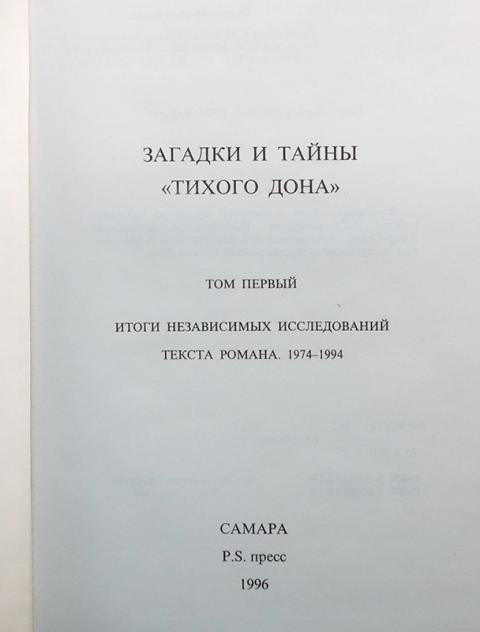 ЗАГАДКИ И ТАЙНЫ
«ТИХОГО ДОНА»
ТОМ ПЕРВЫЙ
ИТОГИ НЕЗАВИСИМЫХ ИССЛЕДОВАНИЙ
ТЕКСТА РОМАНА. 1974–1994
САМАРА
P.S. пресс
1996